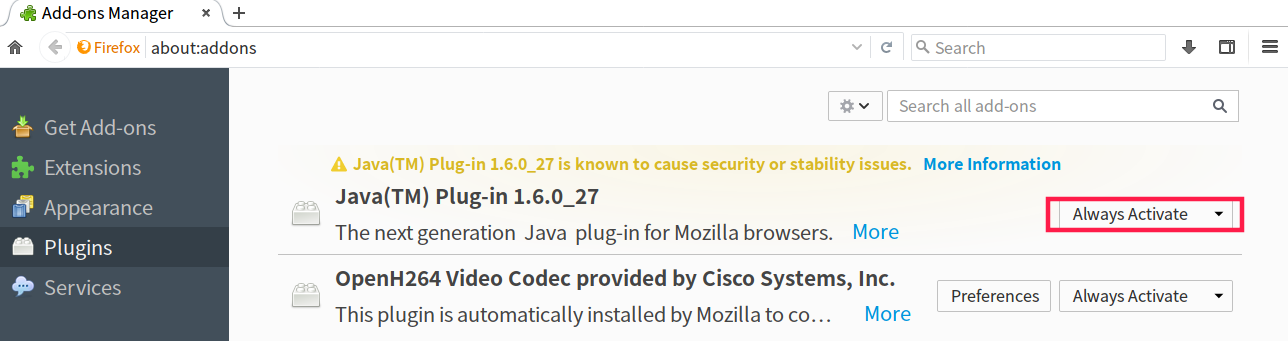 Add-ons Manager
Firefox about:addons Search
Get Add-ons
Extensions
Appearance
Plugins
Services
Search all add-ons
Java(TM) Plug-in 1.6.0_27 is known to cause security or stability issues. More Information
Java(TM) Plug-in 1.6.0_27
Always Activate
The next generation Java plug-in for Mozilla browsers. More
OpenH264 Video Codec provided by Cisco Systems, Inc.
Preferences Always Activate
This plugin is automatically installed by Mozilla to co… More